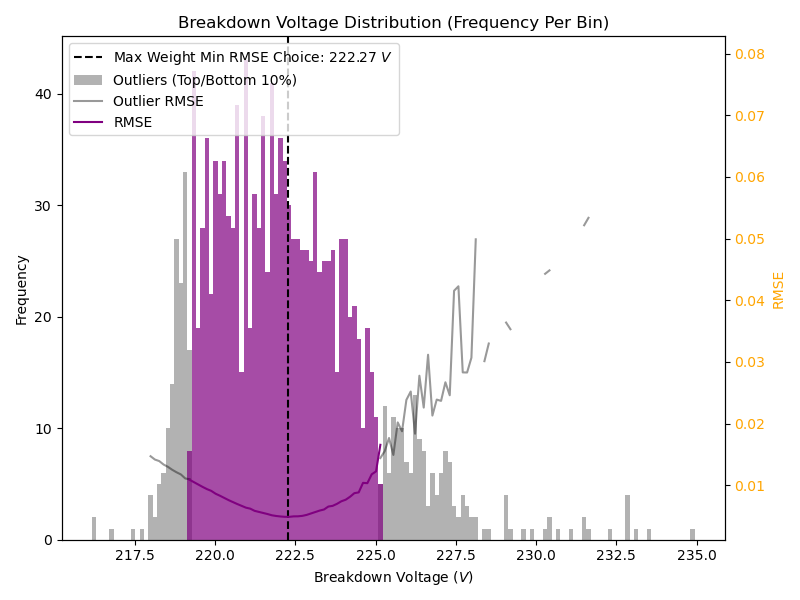 Breakdown Voltage Distribution (Frequency Per Bin)
Max Weight Min RMSE Choice: 222.27 V
Outliers (Top/Bottom 10%)
Outlier RMSE
RMSE
Frequency
0
10
20
30
40
217.5
220.0
222.5
225.0
227.5
230.0
232.5
235.0
Breakdown Voltage (V)
0.08
0.07
0.06
0.05
0.04
0.03
0.02
0.01
RMSE